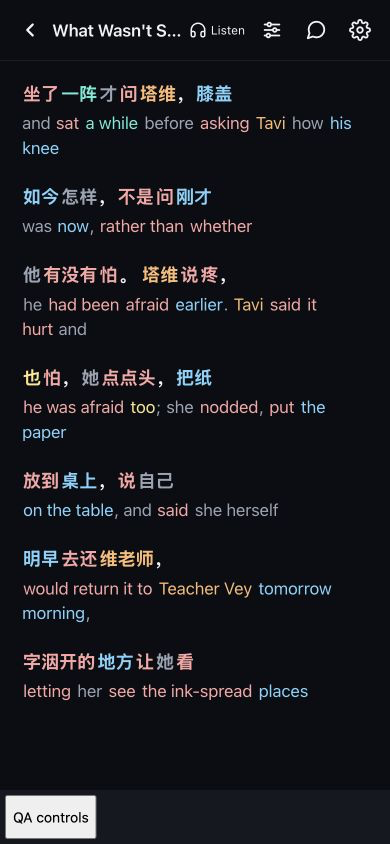 What Wasn't S... Listen
坐了一阵才问塔维，膝盖
and sat a while before asking Tavi how his
knee
如今怎样，不是问刚才
was now, rather than whether
他有没有怕。塔维说疼，
he had been afraid earlier. Tavi said it
hurt and
也怕，她点点头，把纸
he was afraid too; she nodded, put the
paper
放到桌上，说自己
on the table, and said she herself
明早去还维老师，
would return it to Teacher Vey tomorrow
morning,
字洇开的地方让她看
letting her see the ink-spread places
QA controls